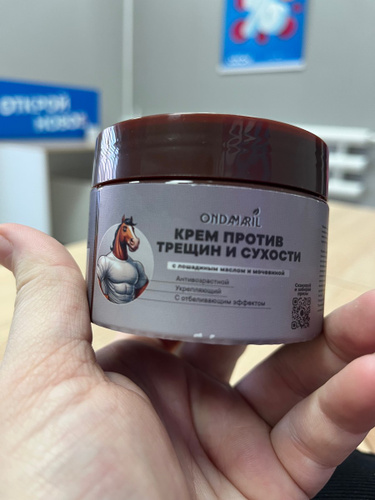 ОТКРОЙ
НОВОЕ
ONDAMARIL
КРЕМ ПРОТИВ
ТРЕЩИН И СУХОСТИ
с лошадиным маслом и мочевиной
Антивозрастной
Укрепляющий
С отбеливающим эффектом